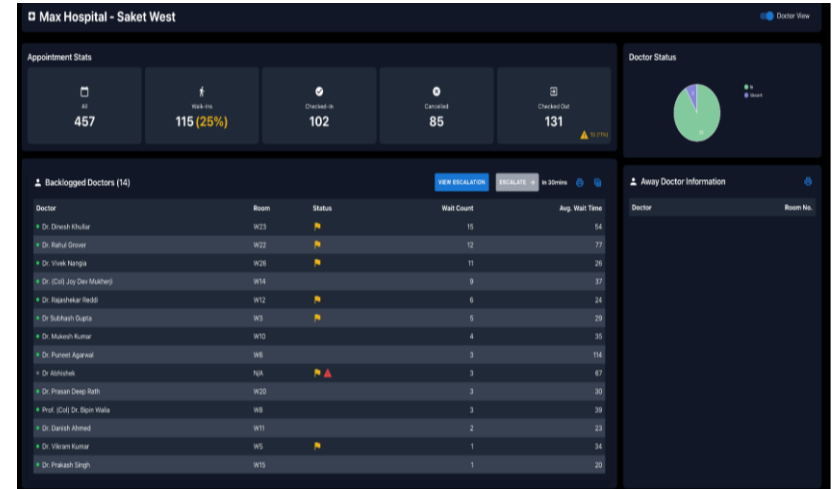 Max Hospital - Saket West
Doctor View
Appointment Stats
All
457
Walk-Ins
115 (25%)
Checked-In
102
Cancelled
85
Checked Out
131
Doctor Status
In
Backlogged Doctors (14)
VIEW ESCALATION
ESCALATE
in 30mins
Doctor Room Status Wait Count Avg. Wait Time
Dr. Dinesh Khullar W23 15 54
Dr. Rahul Grover W22 12 77
Dr. Vivek Nangia W26 11 26
Dr. (Col) Joy Dev Mukherji W14 9 37
Dr. Rajashekar Reddi W12 6 24
Dr Subhash Gupta W3 5 29
Dr. Mukesh Kumar W10 4 35
Dr. Puneet Agarwal W6 3 114
Dr Abhishek N/A 3 67
Dr. Prasan Deep Rath W20 3 30
Prof. (Col) Dr. Bipin Walia W8 3 39
Dr. Danish Ahmed W11 2 23
Dr. Vikram Kumar W5 1 34
Dr. Prakash Singh W15 1 20
Away Doctor Information
Doctor Room No.